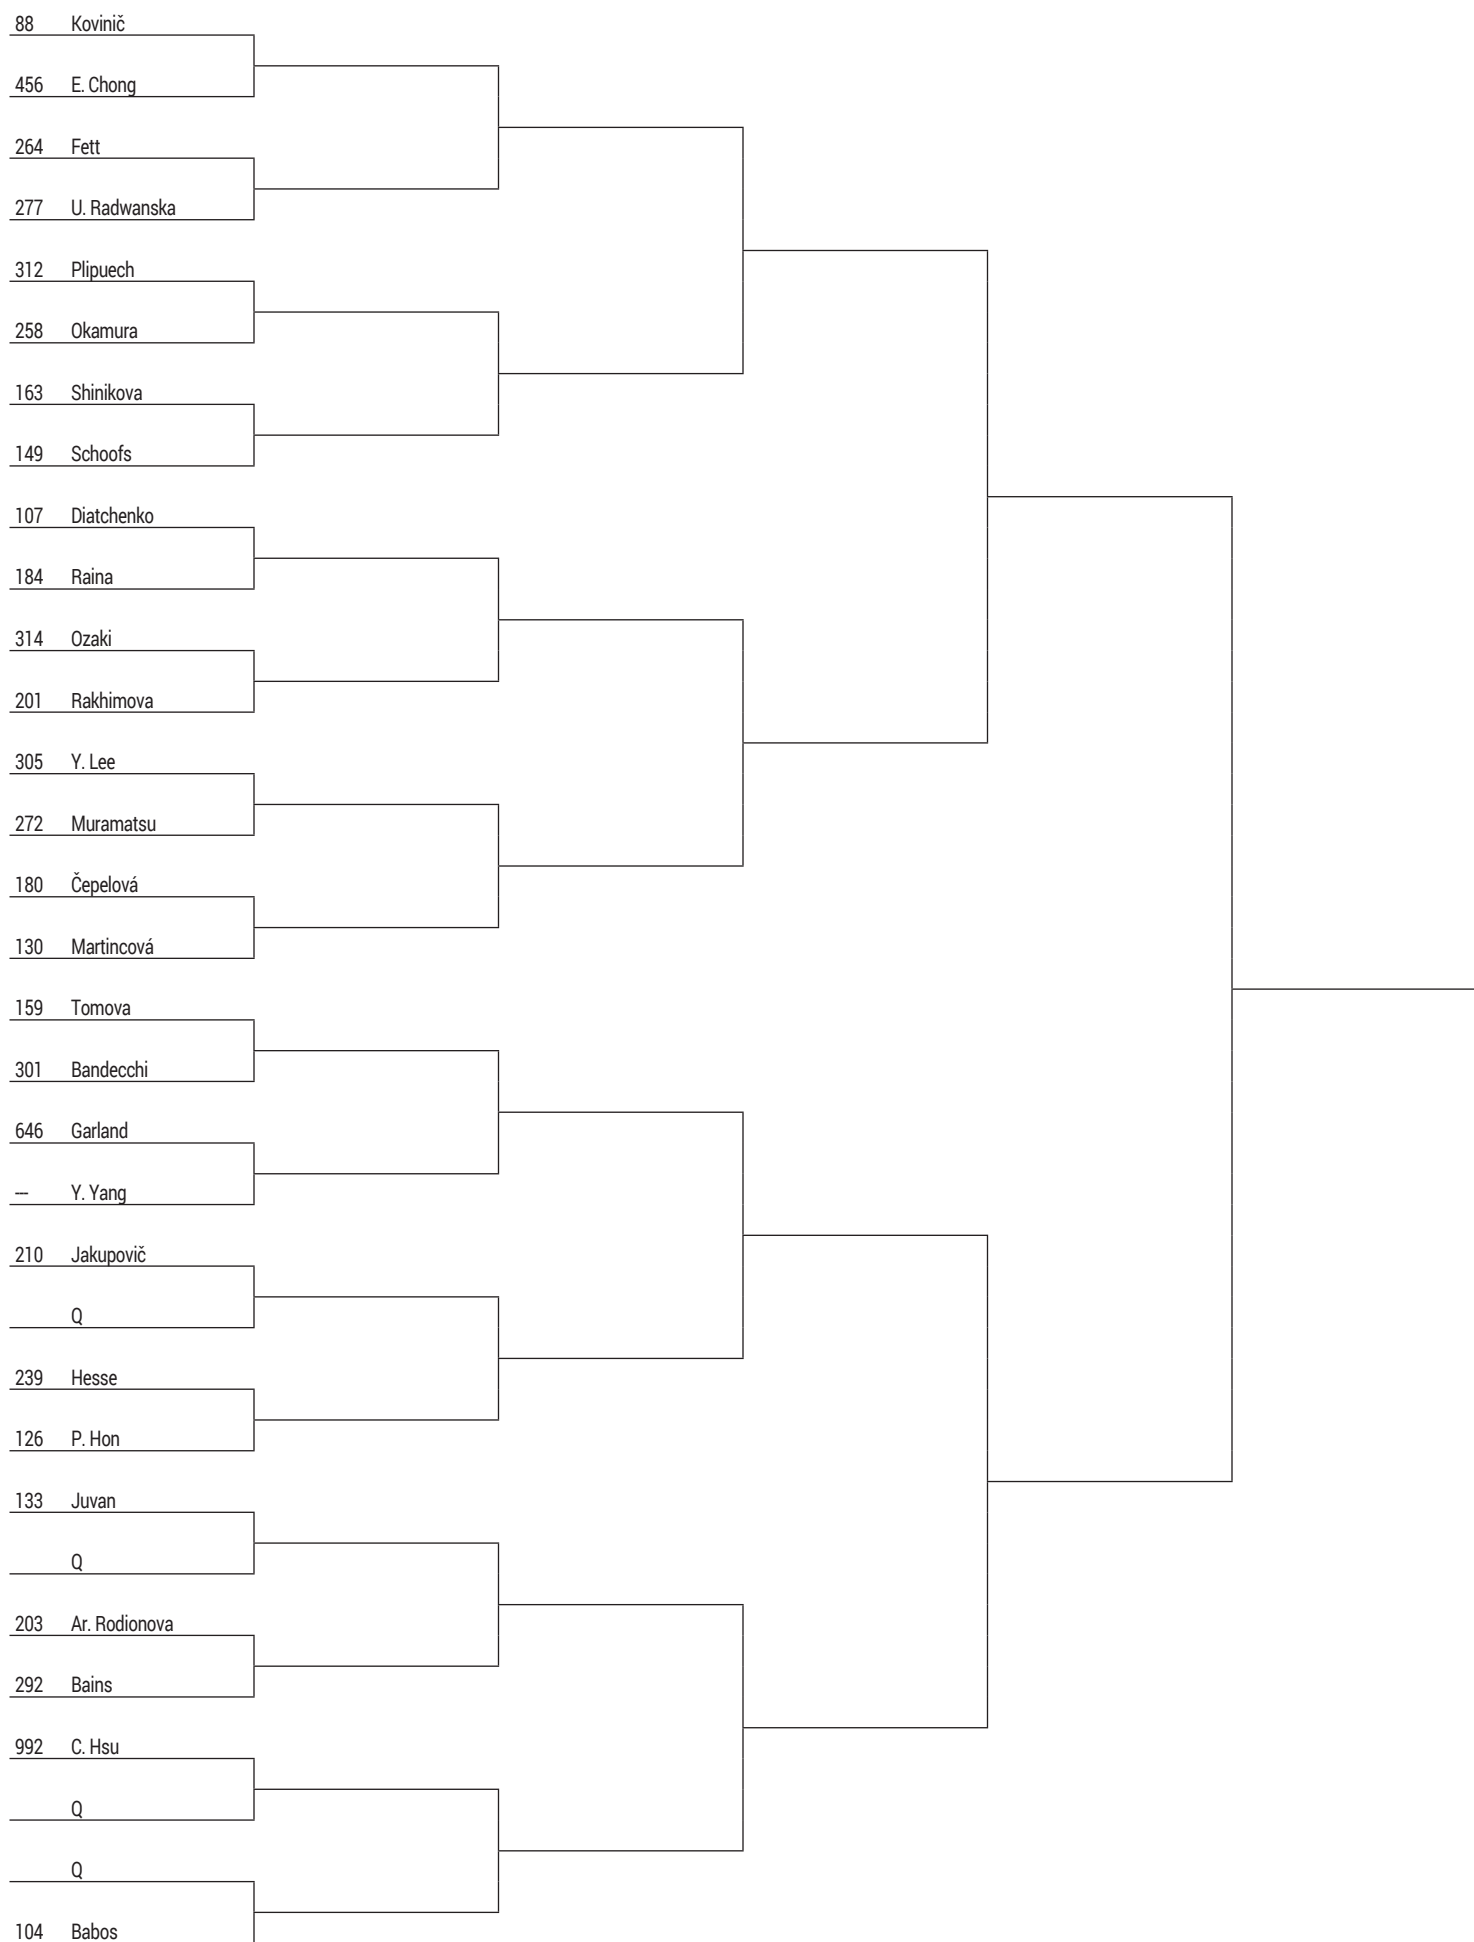 88 Kovinič
456 E. Chong
264 Fett
277 U. Radwanska
312 Plipuech
258 Okamura
163 Shinikova
149 Schoofs
107 Diatchenko
184 Raina
314 Ozaki
201 Rakhimova
305 Y. Lee
272 Muramatsu
180 Čepelová
130 Martincová
159 Tomova
301 Bandecchi
646 Garland
--- Y. Yang
210 Jakupovič
Q
239 Hesse
126 P. Hon
133 Juvan
Q
203 Ar. Rodionova
292 Bains
992 C. Hsu
Q
Q
104 Babos